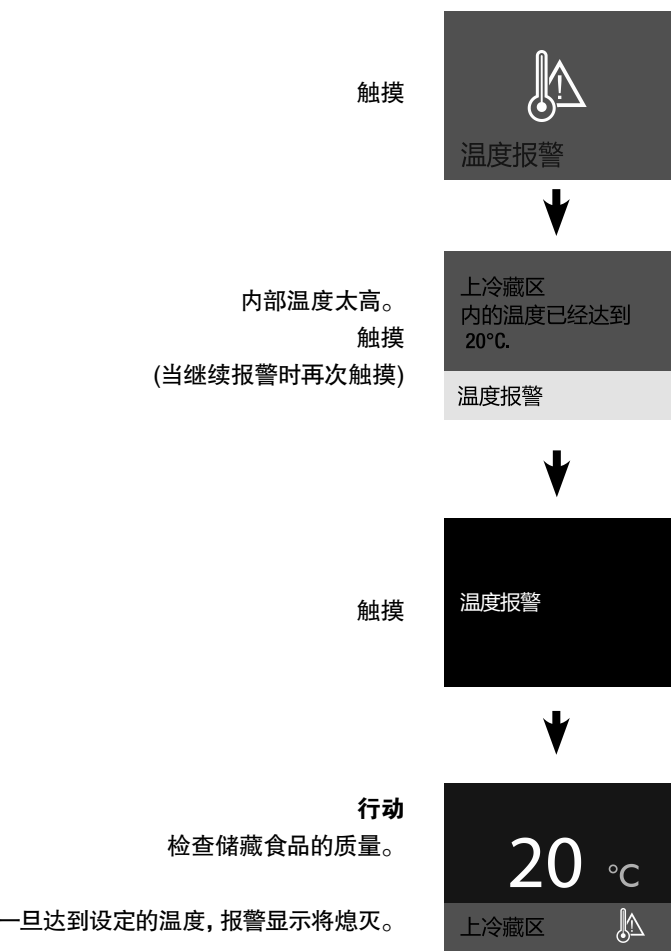 触摸
温度报警
内部温度太高。
触摸
(当继续报警时再次触摸)
上冷藏区
内的温度已经达到
20°C.
温度报警
触摸
温度报警
行动
检查储藏食品的质量。
一旦达到设定的温度, 报警显示将熄灭。
20 °C
上冷藏区